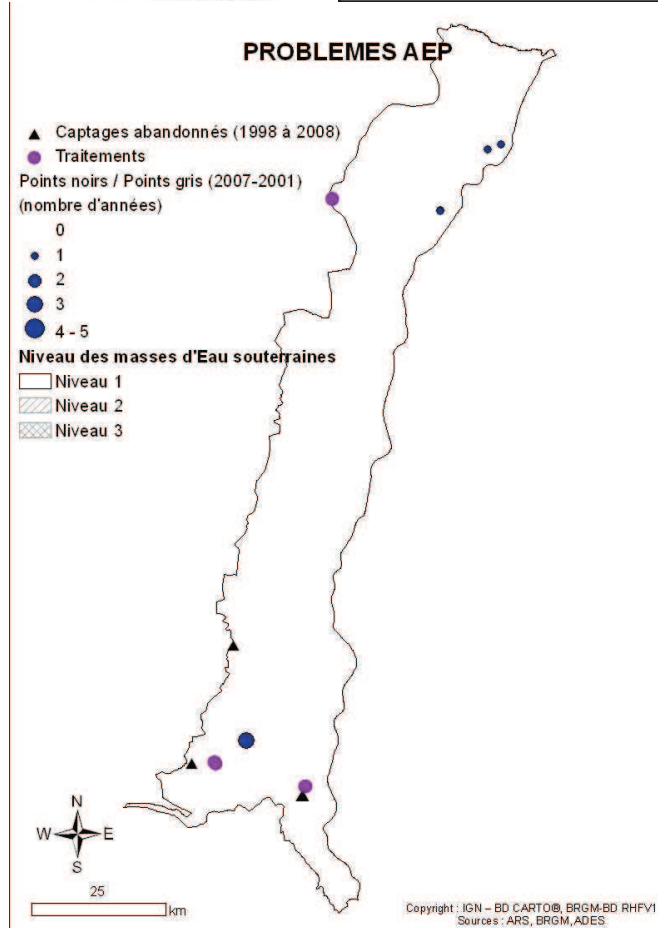 PROBLEMES AEP
Captages abandonnés (1998 à 2008)
Traitements
Points noirs / Points gris (2007-2001)
(nombre d'années)
0
1
2
3
4 - 5
Niveau des masses d'Eau souterraines
Niveau 1
Niveau 2
Niveau 3
N
W E
S
25
km
Copyright : IGN – BD CARTO®, BRGM-BD RHFV1
Sources : ARS, BRGM, ADES